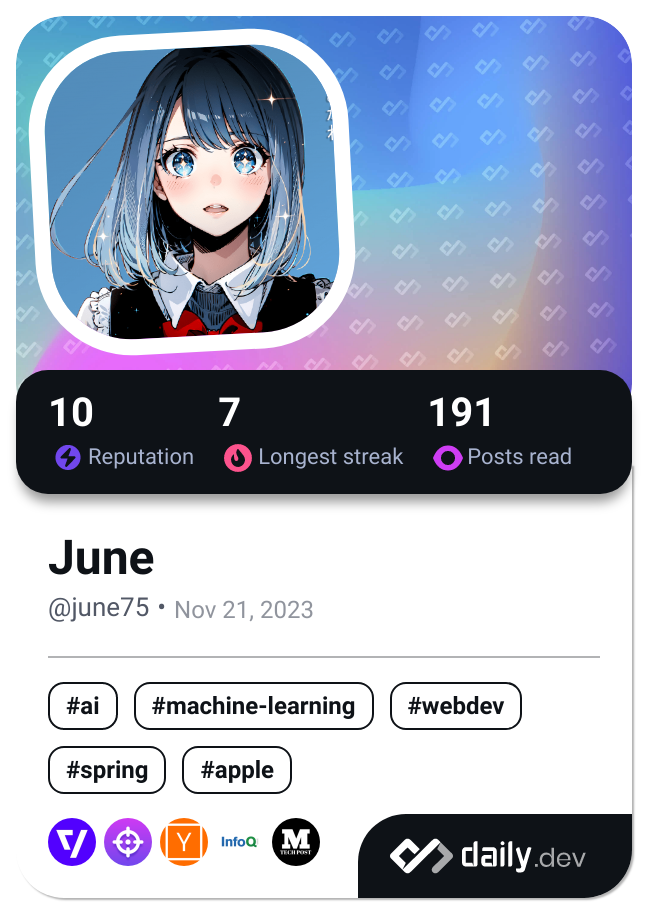 10 7 191
Reputation Longest streak Posts read
June
@june75 • Nov 21, 2023
#ai #machine-learning #webdev
#spring #apple
Y InfoQ M
TECH POST
daily.dev